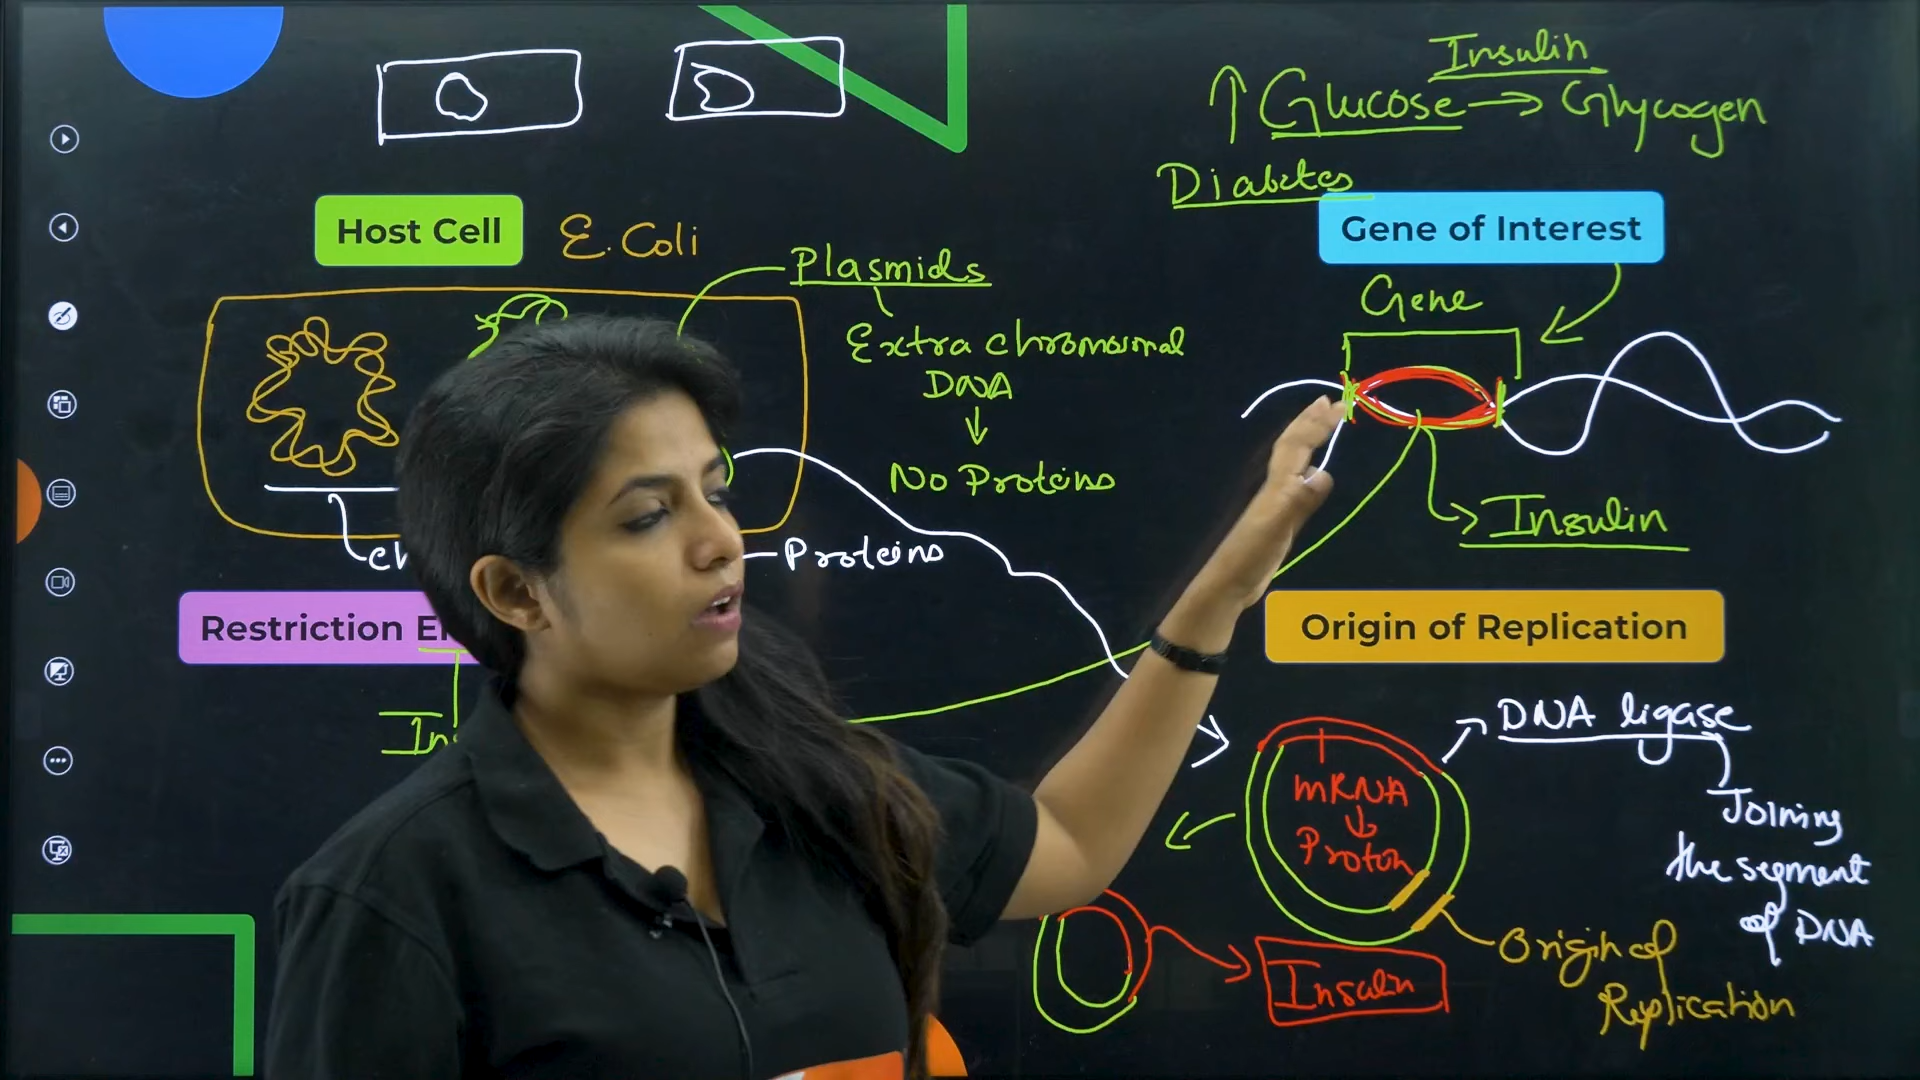 Insulin
↑ Glucose → Glycogen
Diabetes
Host Cell
E. Coli
Gene of Interest
Plasmids
Gene
Extra chromosomal
DNA
↓
No Proteins
Insulin
Proteins
Restriction
Origin of Replication
DNA ligase
mRNA
↓
Protein
Joining
the segment
of DNA
Origin of
Replication
Insulin